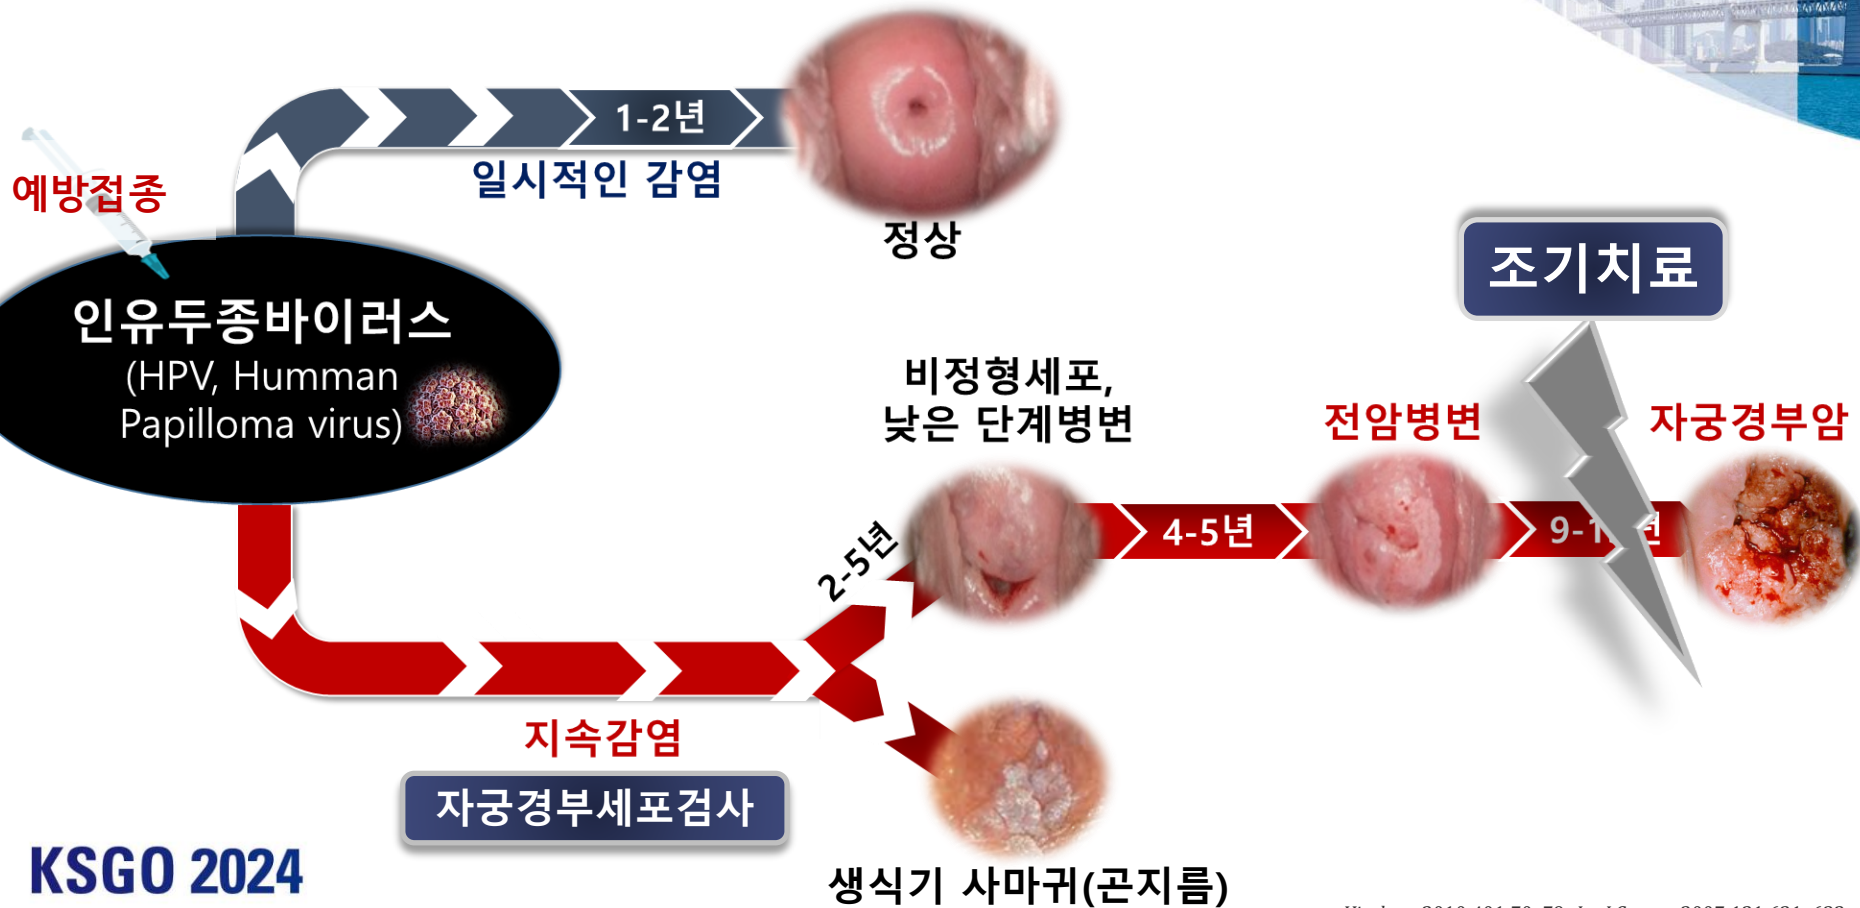 1-2년
일시적인 감염
예방접종
정상
조기치료
인유두종바이러스
(HPV, Humman
Papilloma virus)
비정형세포,
낮은 단계병변
전암병변
자궁경부암
2-5년
4-5년
지속감염
자궁경부세포검사
생식기 사마귀(곤지름)
KSGO 2024